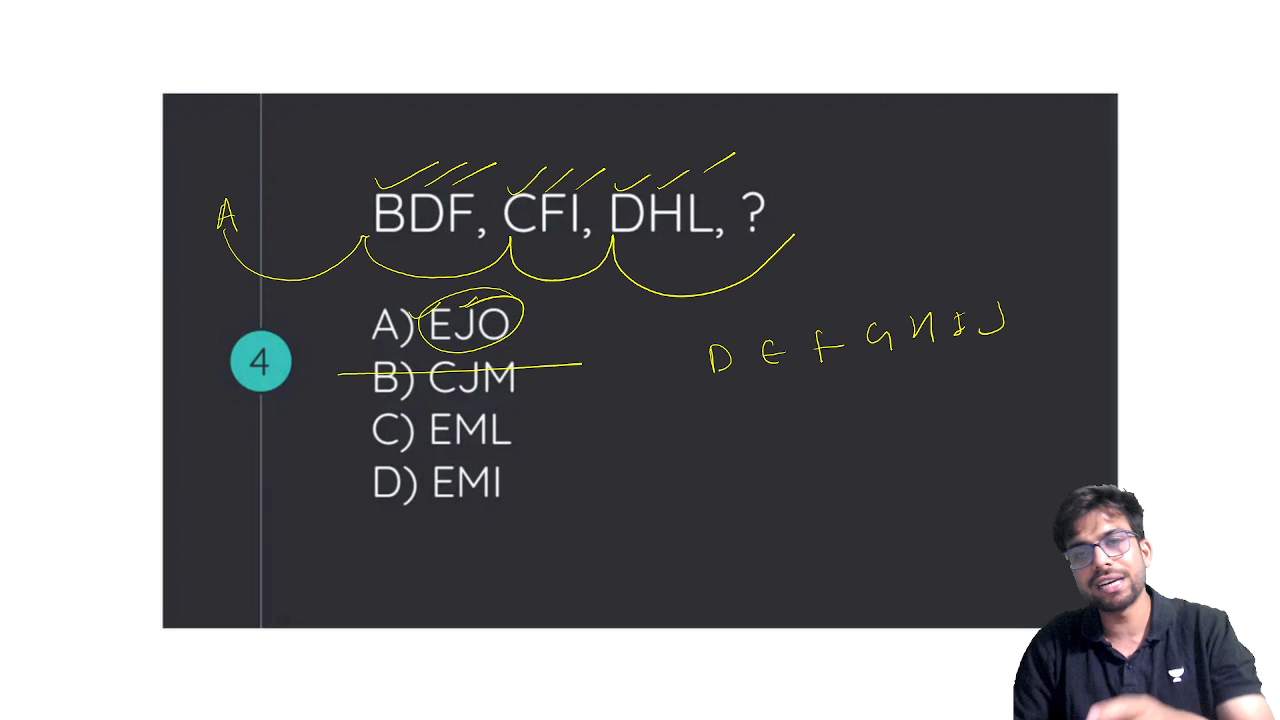 A
BDF, CFI, DHL, ?
A) EJO
D E F G H I J
4
B) CJM
C) EML
D) EMI